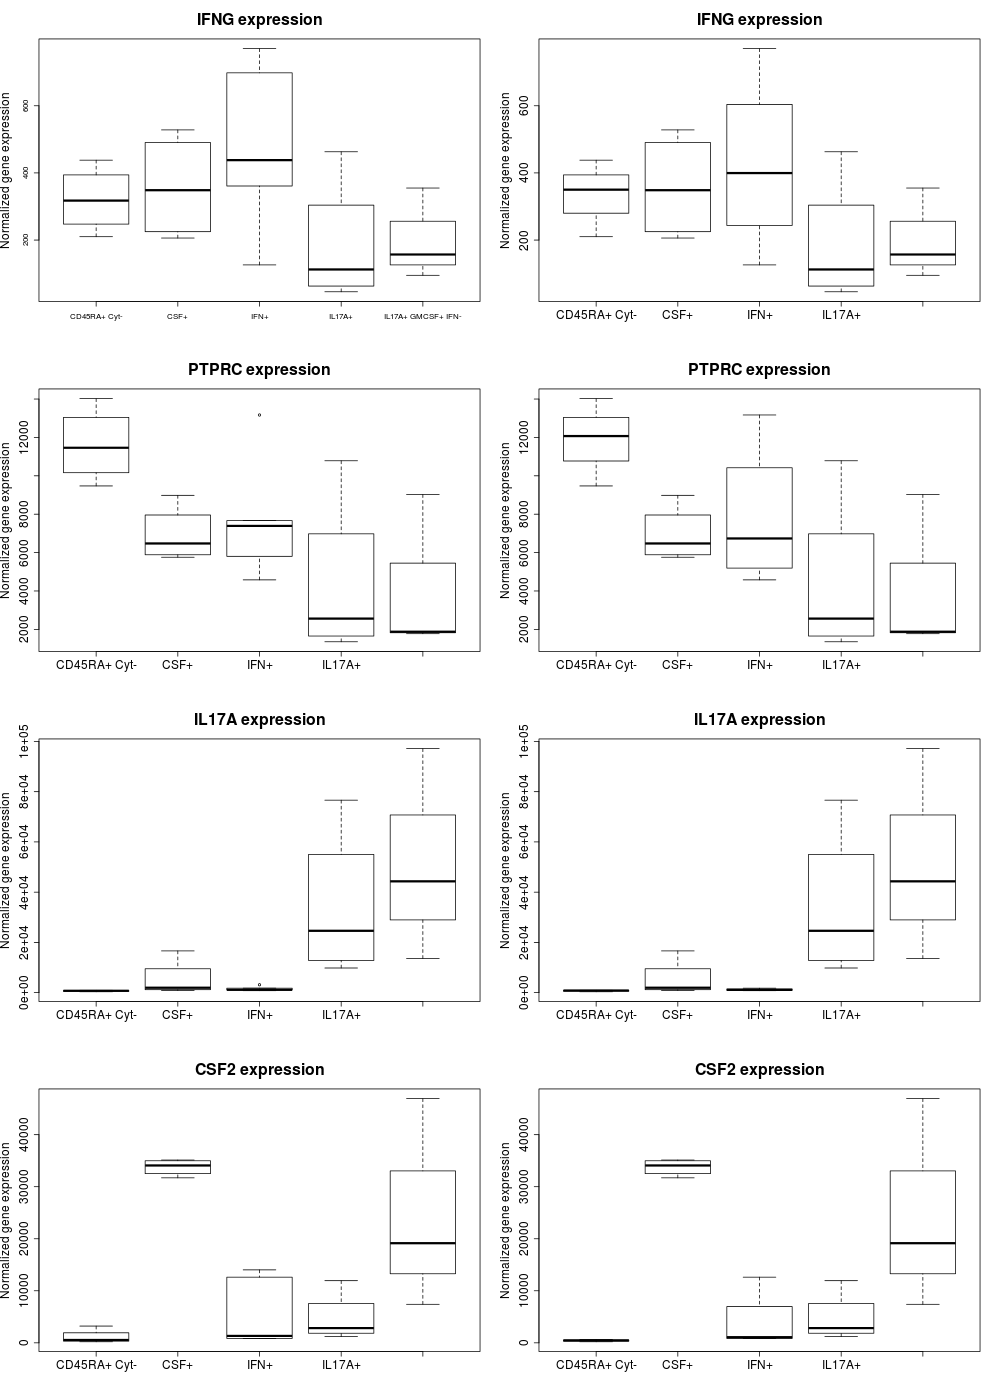 IFNG expression
Normalized gene expression
600
400
200
CD45RA+ Cyt-
CSF+
IFN+
IL17A+
IL17A+ GMCSF+ IFN-
IFNG expression
Normalized gene expression
600
400
200
CD45RA+ Cyt-
CSF+
IFN+
IL17A+
PTPRC expression
Normalized gene expression
12000
8000
6000
4000
2000
CD45RA+ Cyt-
CSF+
IFN+
IL17A+
PTPRC expression
Normalized gene expression
12000
8000
6000
4000
2000
CD45RA+ Cyt-
CSF+
IFN+
IL17A+
IL17A expression
Normalized gene expression
1e+05
8e+04
6e+04
4e+04
2e+04
0e+00
CD45RA+ Cyt-
CSF+
IFN+
IL17A+
IL17A expression
Normalized gene expression
1e+05
8e+04
6e+04
4e+04
2e+04
0e+00
CD45RA+ Cyt-
CSF+
IFN+
IL17A+
CSF2 expression
Normalized gene expression
40000
30000
20000
10000
0
CD45RA+ Cyt-
CSF+
IFN+
IL17A+
CSF2 expression
Normalized gene expression
40000
30000
20000
10000
0
CD45RA+ Cyt-
CSF+
IFN+
IL17A+